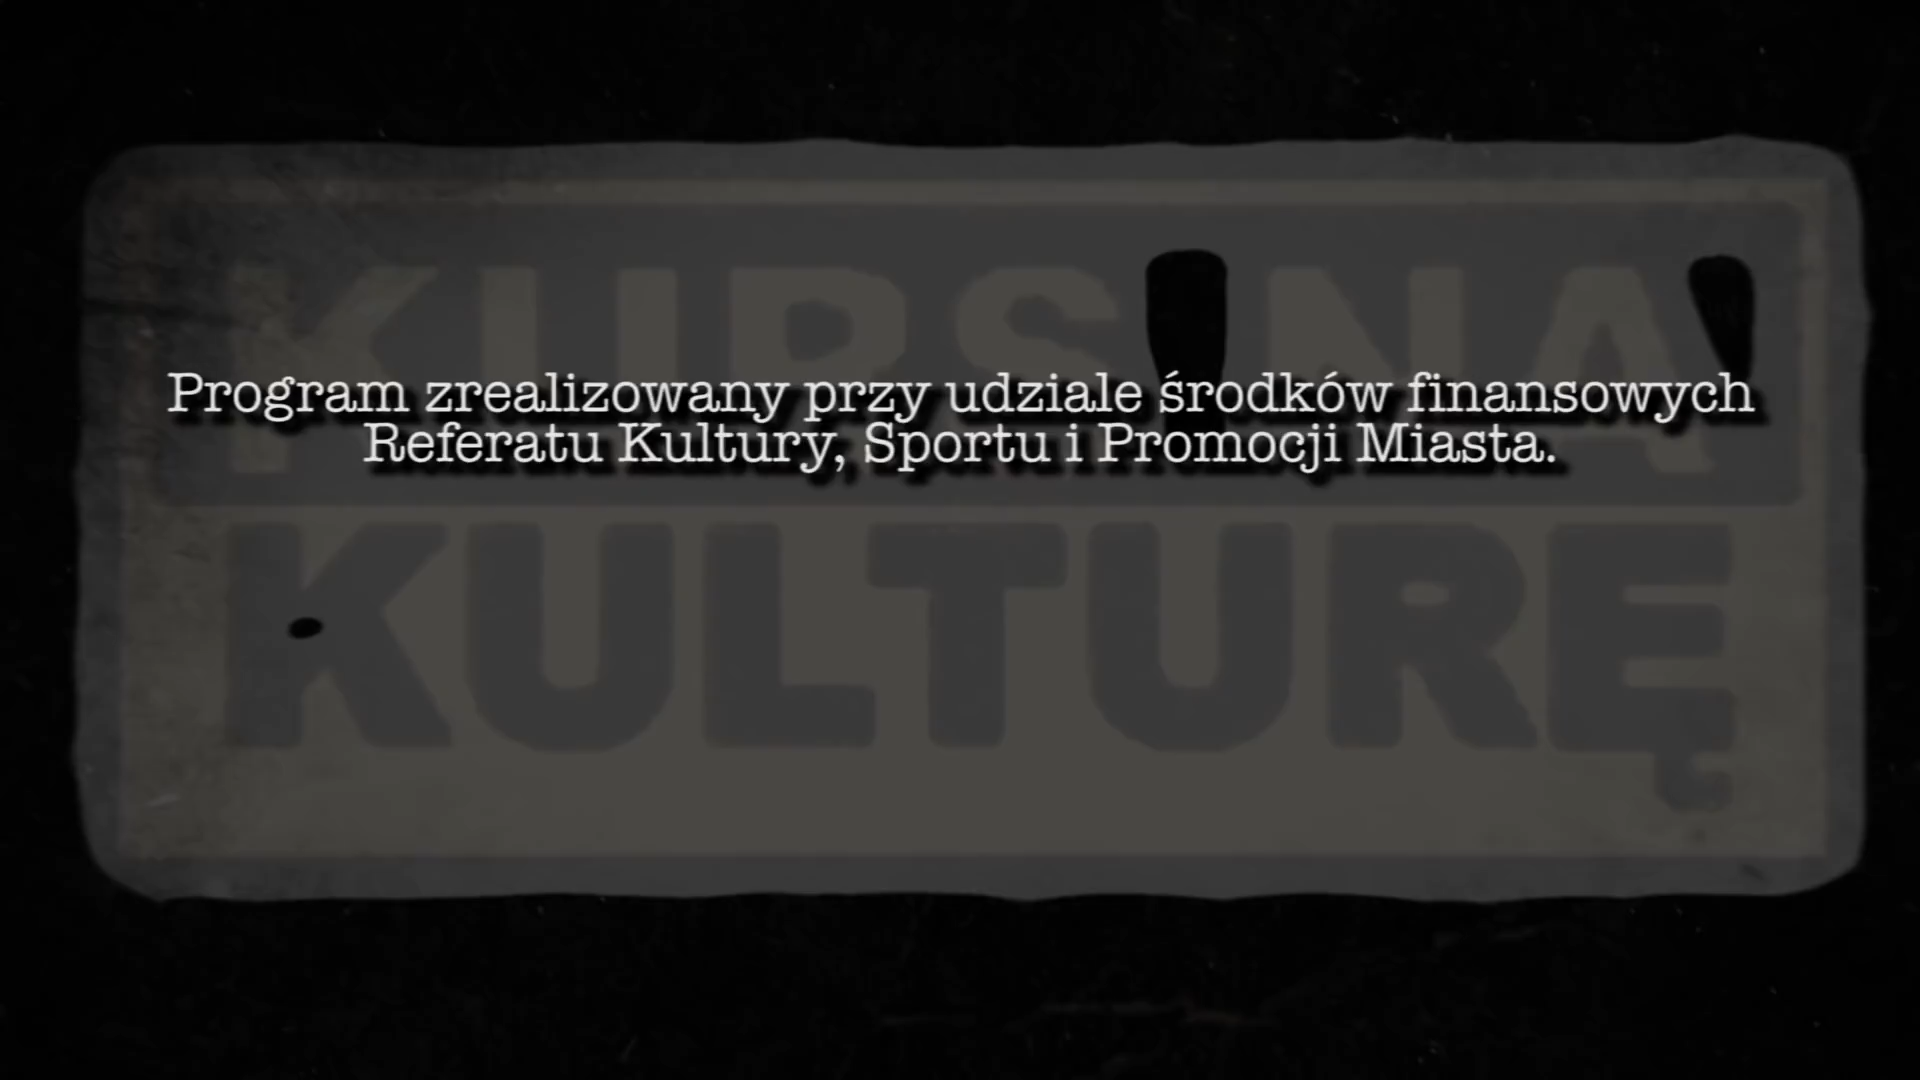 KURS NA
Program zrealizowany przy udziale środków finansowych
Referatu Kultury, Sportu i Promocji Miasta.
KULTURĘ